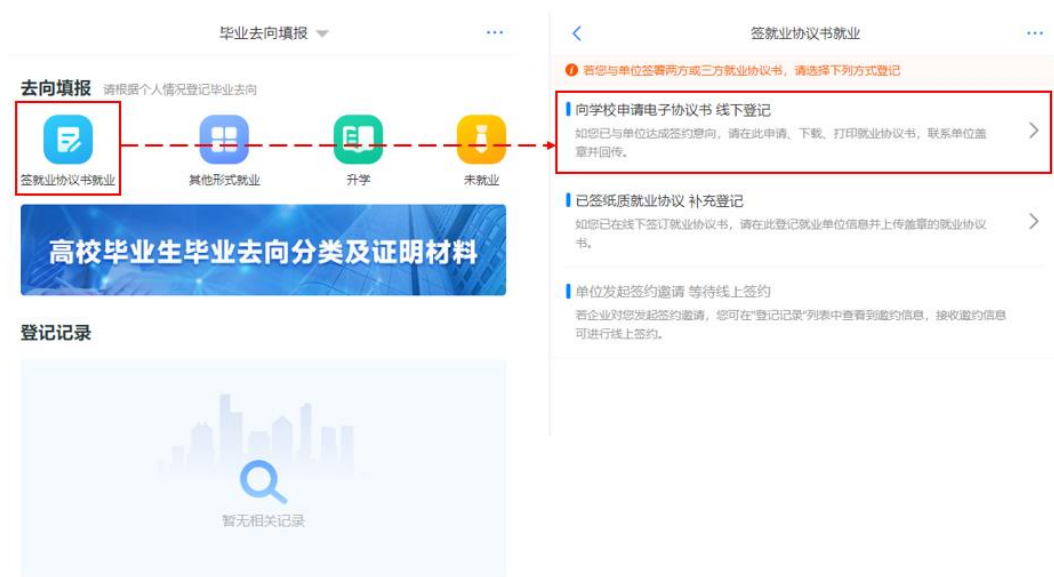 毕业去向填报
去向填报 请根据个人情况登记毕业去向
签就业协议书就业
其他形式就业
升学
未就业
高校毕业生毕业去向分类及证明材料
登记记录
暂无相关记录
签就业协议书就业
若您与单位签署两方或三方就业协议书，请选择下列方式登记
向学校申请电子协议书 线下登记
如您已与单位达成签约意向，请在此申请、下载、打印就业协议书，联系单位盖
章并回传。
已签纸质就业协议 补充登记
如您已在线下签订就业协议书，请在此登记就业单位信息并上传盖章的就业协议
书。
单位发起签约邀请 等待线上签约
若企业对您发起签约邀请，您可在“登记记录”列表中查看到邀约信息，接收邀约信息
可进行线上签约。